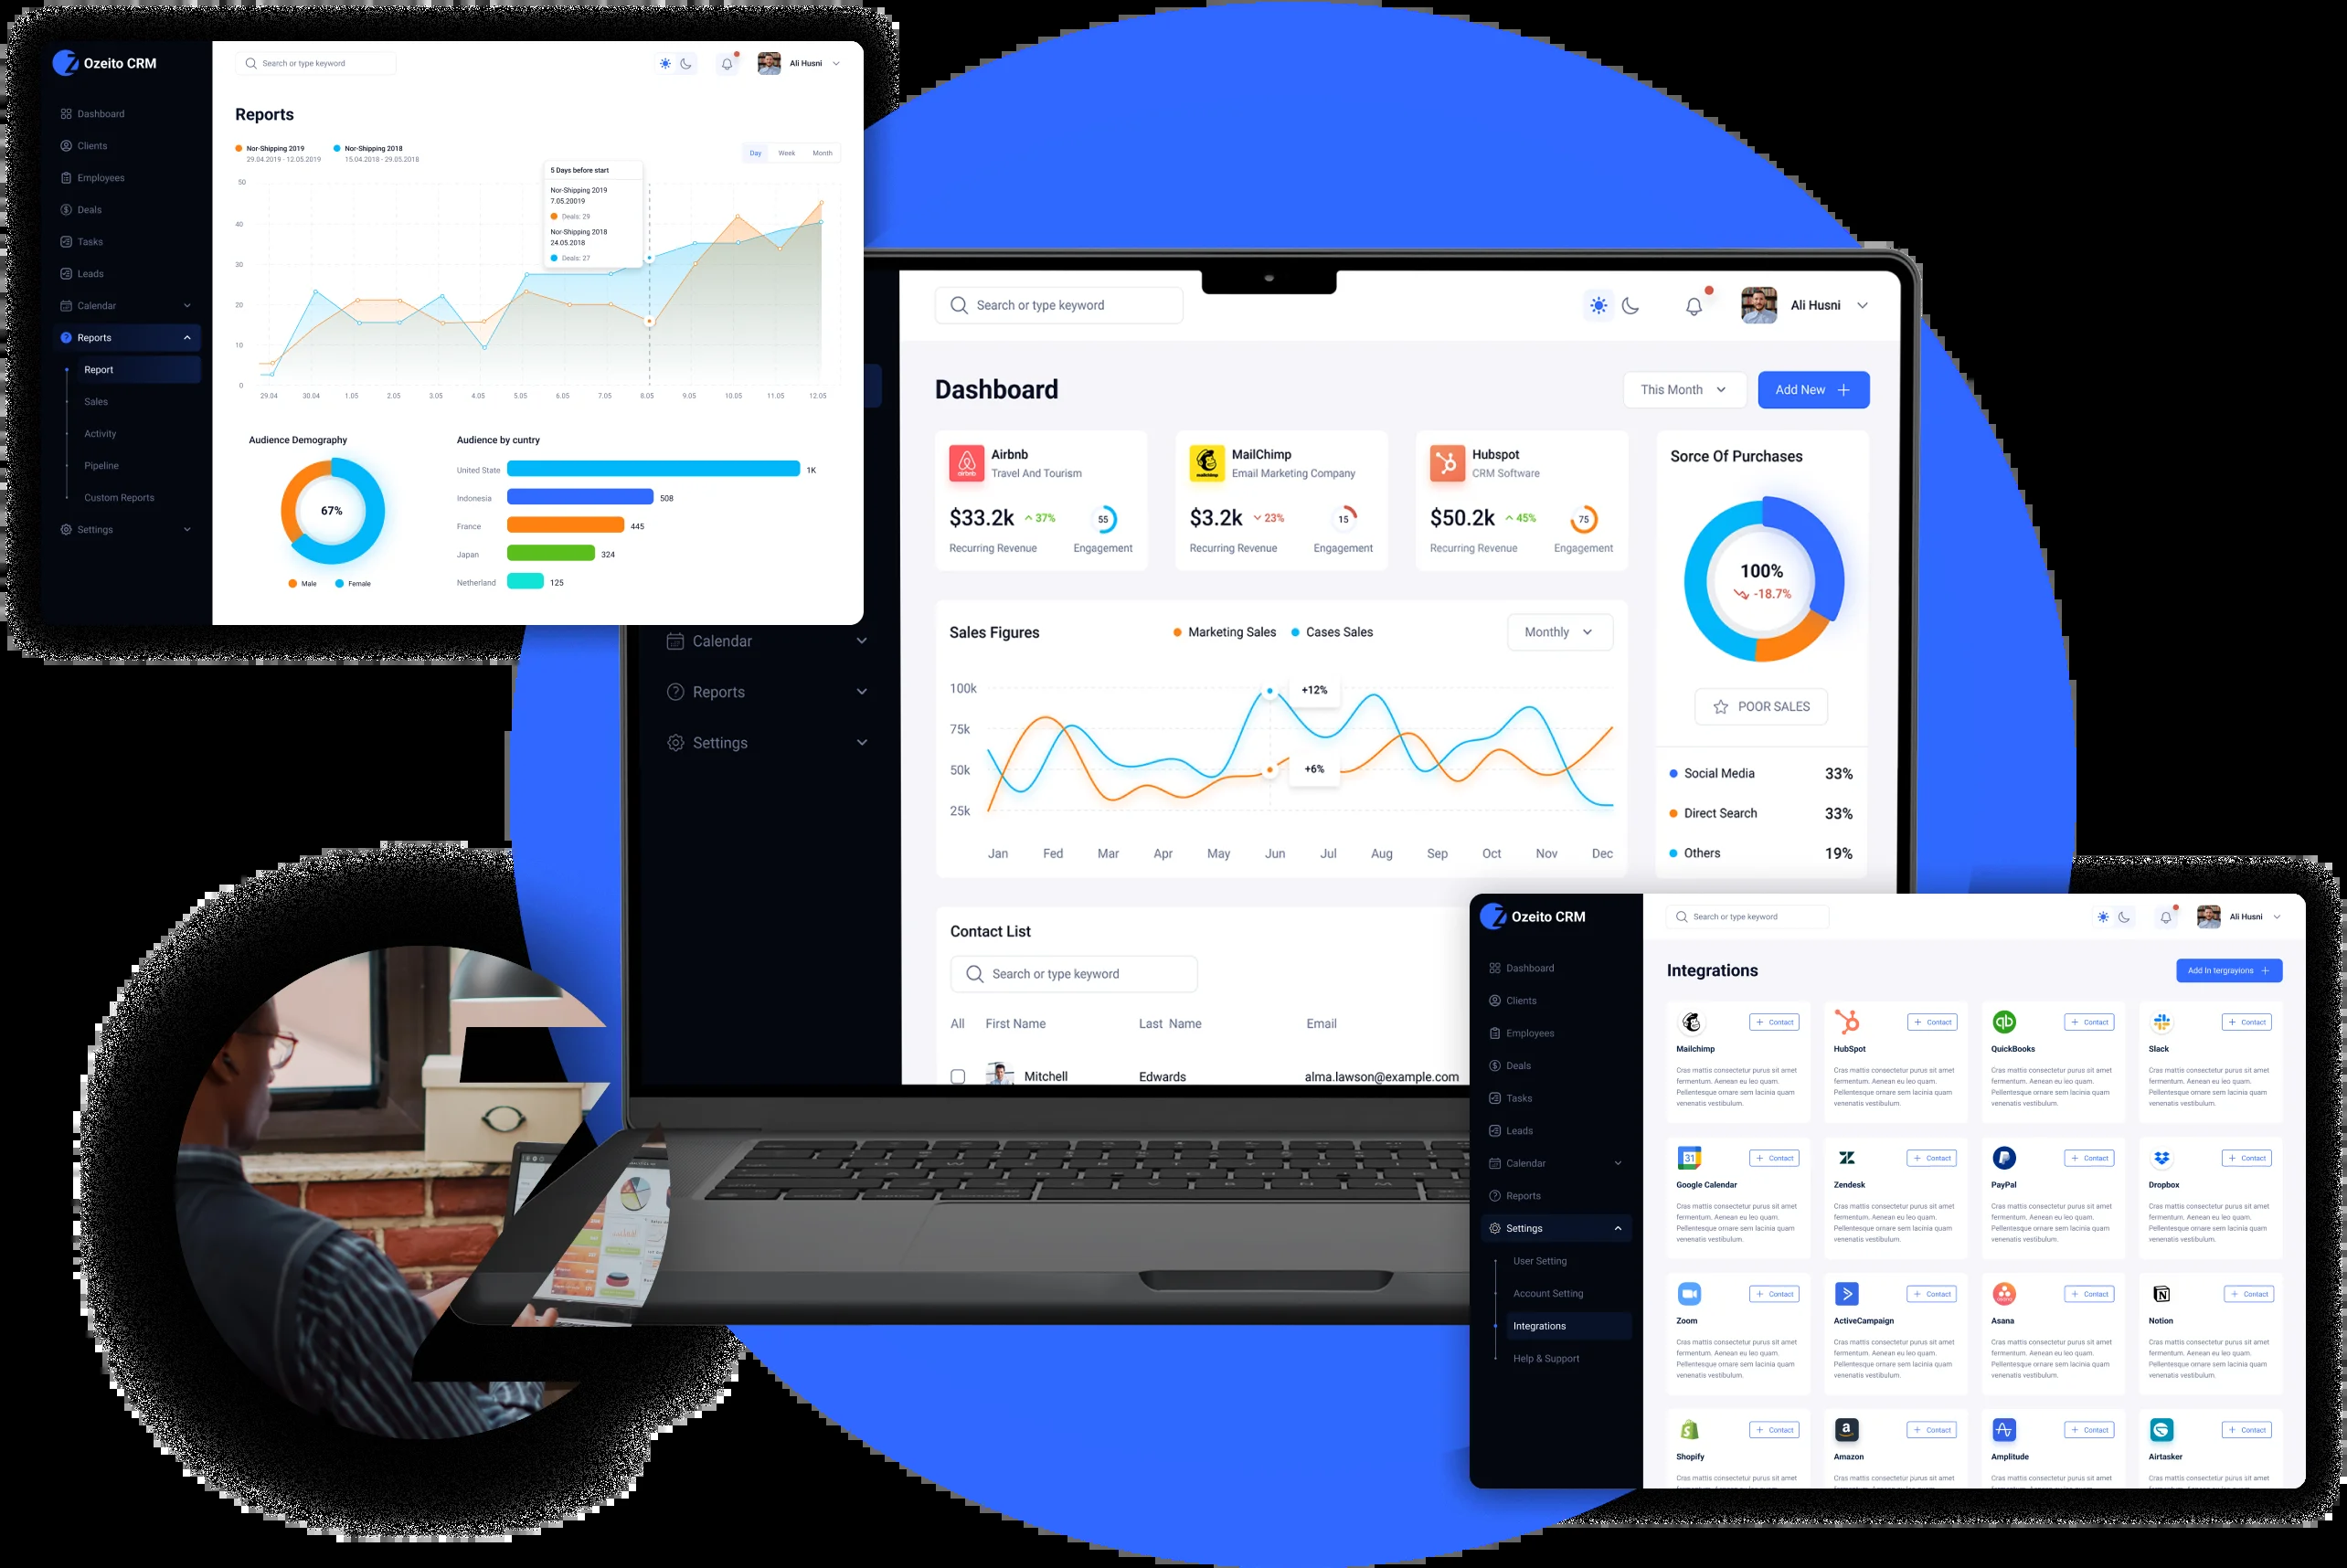 Ozeito CRM
Search or type keyword
Ali Husni
Dashboard
Clients
Employees
Deals
Tasks
Leads
Calendar
Reports
Report
Sales
Activity
Pipeline
Custom Reports
Settings
Reports
Nor-Shipping 2019
29.04.2019 - 12.05.2019
Nor-Shipping 2018
15.04.2018 - 29.05.2018
Day Week Month
5 Days before start
Nor-Shipping 2019
7.05.20019
Deals: 29
Nor-Shipping 2018
24.05.2018
Deals: 27
50
40
30
20
10
0
29.04 30.04 1.05 2.05 3.05 4.05 5.05 6.05 7.05 8.05 9.05 10.05 11.05 12.05
Audience Demography
67%
Male Female
Audience by cuntry
United State 1K
Indonesia 508
France 445
Japan 324
Netherland 125
Search or type keyword
Ali Husni
Calendar
Reports
Settings
Dashboard
This Month
Add New
Airbnb
Travel And Tourism
airbnb
$33.2k 37% 55
Recurring Revenue Engagement
MailChimp
Email Marketing Company
mailchimp
$3.2k 23% 15
Recurring Revenue Engagement
Hubspot
CRM Software
$50.2k 45% 75
Recurring Revenue Engagement
Sorce Of Purchases
100%
-18.7%
POOR SALES
Social Media 33%
Direct Search 33%
Others 19%
Sales Figures
Marketing Sales Cases Sales
Monthly
100k
75k
50k
25k
+12%
+6%
Jan Fed Mar Apr May Jun Jul Aug Sep Oct Nov Dec
Contact List
Search or type keyword
All First Name Last Name Email
Mitchell Edwards alma.lawson@example.com
Ozeito CRM
Search or type keyword
Ali Husni
Dashboard
Clients
Employees
Deals
Tasks
Leads
Calendar
Reports
Settings
User Setting
Account Setting
Integrations
Help & Support
Integrations
Add In tergrayions
Contact
Mailchimp
Cras mattis consectetur purus sit amet
fermentum. Aenean eu leo quam.
Pellentesque ornare sem lacinia quam
venenatis vestibulum.
Contact
HubSpot
Cras mattis consectetur purus sit amet
fermentum. Aenean eu leo quam.
Pellentesque ornare sem lacinia quam
venenatis vestibulum.
qb
Contact
QuickBooks
Cras mattis consectetur purus sit amet
fermentum. Aenean eu leo quam.
Pellentesque ornare sem lacinia quam
venenatis vestibulum.
Contact
Slack
Cras mattis consectetur purus sit amet
fermentum. Aenean eu leo quam.
Pellentesque ornare sem lacinia quam
venenatis vestibulum.
31
Contact
Google Calendar
Cras mattis consectetur purus sit amet
fermentum. Aenean eu leo quam.
Pellentesque ornare sem lacinia quam
venenatis vestibulum.
Contact
Zendesk
Cras mattis consectetur purus sit amet
fermentum. Aenean eu leo quam.
Pellentesque ornare sem lacinia quam
venenatis vestibulum.
Contact
PayPal
Cras mattis consectetur purus sit amet
fermentum. Aenean eu leo quam.
Pellentesque ornare sem lacinia quam
venenatis vestibulum.
Contact
Dropbox
Cras mattis consectetur purus sit amet
fermentum. Aenean eu leo quam.
Pellentesque ornare sem lacinia quam
venenatis vestibulum.
Contact
Zoom
Cras mattis consectetur purus sit amet
fermentum. Aenean eu leo quam.
Pellentesque ornare sem lacinia quam
venenatis vestibulum.
Contact
ActiveCampaign
Cras mattis consectetur purus sit amet
fermentum. Aenean eu leo quam.
Pellentesque ornare sem lacinia quam
venenatis vestibulum.
Contact
Asana
Cras mattis consectetur purus sit amet
fermentum. Aenean eu leo quam.
Pellentesque ornare sem lacinia quam
venenatis vestibulum.
Contact
Notion
Cras mattis consectetur purus sit amet
fermentum. Aenean eu leo quam.
Pellentesque ornare sem lacinia quam
venenatis vestibulum.
Contact
Shopify
Cras mattis consectetur purus sit amet
Contact
Amazon
Cras mattis consectetur purus sit amet
Contact
Amplitude
Cras mattis consectetur purus sit amet
Contact
Airtasker
Cras mattis consectetur purus sit amet